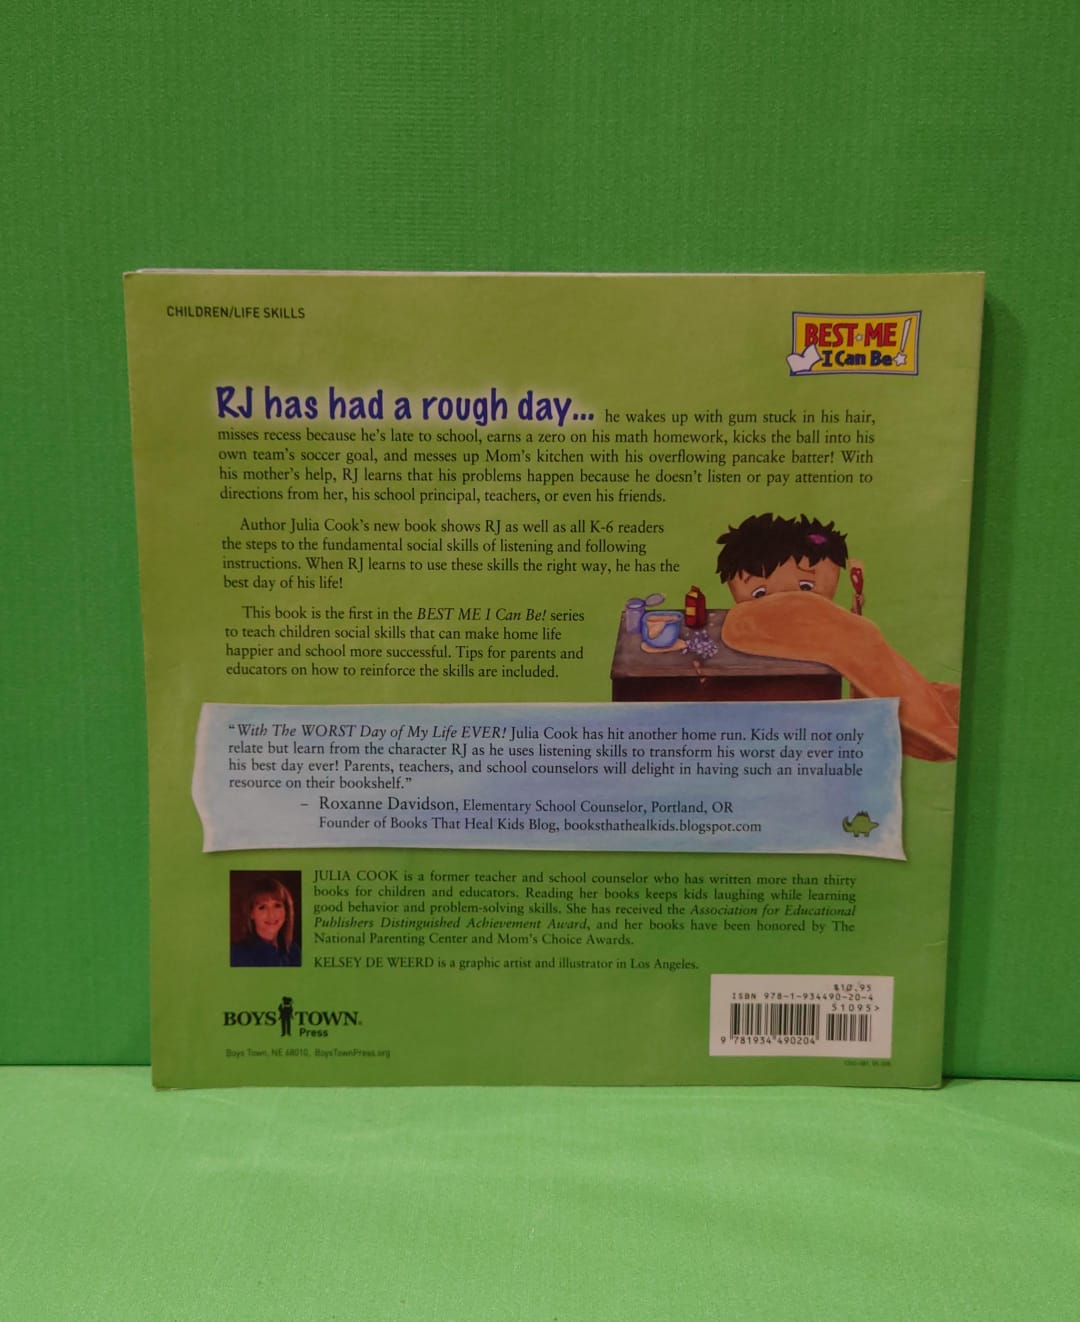 CHILDREN/LIFE SKILLS
BEST ME!
I Can Be
RJ has had a rough day... he wakes up with gum stuck in his hair,
misses recess because he's late to school, earns a zero on his math homework, kicks the ball into his
own team's soccer goal, and messes up Mom's kitchen with his overflowing pancake batter! With
his mother's help, RJ learns that his problems happen because he doesn't listen or pay attention to
directions from her, his school principal, teachers, or even his friends.
Author Julia Cook's new book shows RJ as well as all K-6 readers
the steps to the fundamental social skills of listening and following
instructions. When RJ learns to use these skills the right way, he has the
best day of his life!
This book is the first in the BEST ME I Can Be! series
to teach children social skills that can make home life
happier and school more successful. Tips for parents and
educators on how to reinforce the skills are included.
"With The WORST Day of My Life EVER! Julia Cook has hit another home run. Kids will not only
relate but learn from the character RJ as he uses listening skills to transform his worst day ever into
his best day ever! Parents, teachers, and school counselors will delight in having such an invaluable
resource on their bookshelf."
– Roxanne Davidson, Elementary School Counselor, Portland, OR
Founder of Books That Heal Kids Blog, booksthathealkids.blogspot.com
JULIA COOK is a former teacher and school counselor who has written more than thirty
books for children and educators. Reading her books keeps kids laughing while learning
good behavior and problem-solving skills. She has received the Association for Educational
Publishers Distinguished Achievement Award, and her books have been honored by The
National Parenting Center and Mom's Choice Awards.
KELSEY DE WEERD is a graphic artist and illustrator in Los Angeles.
BOYS TOWN®
Press
Boys Town, NE 68010, BoysTownPress.org
$10.95
ISBN 978-1-934490-20-4
51095>
9 781934 490204